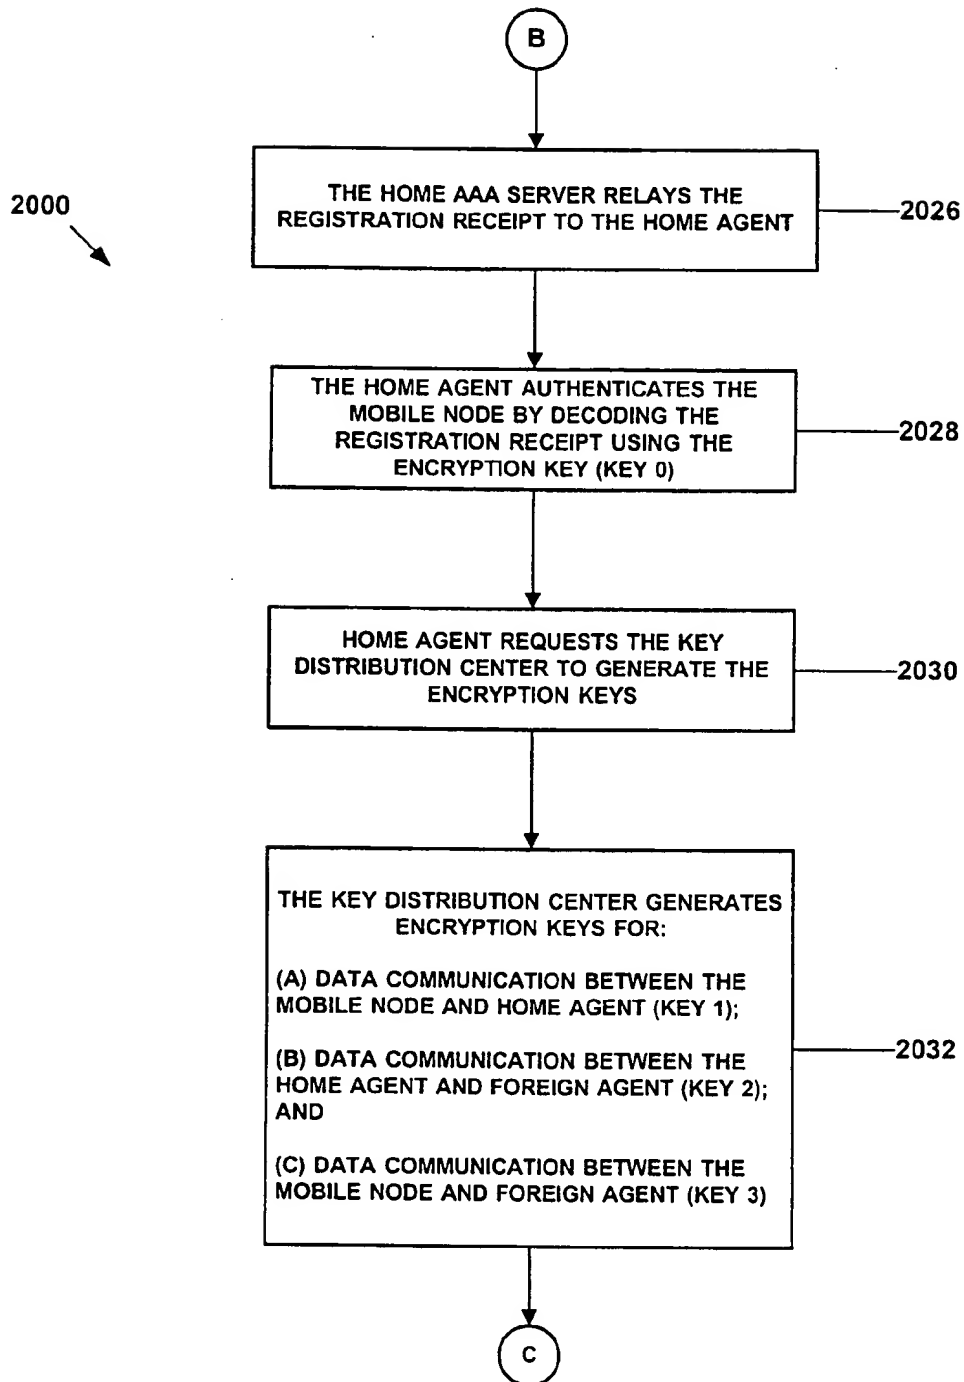 B
2000
THE HOME AAA SERVER RELAYS THE
REGISTRATION RECEIPT TO THE HOME AGENT
2026
THE HOME AGENT AUTHENTICATES THE
MOBILE NODE BY DECODING THE
REGISTRATION RECEIPT USING THE
ENCRYPTION KEY (KEY 0)
2028
HOME AGENT REQUESTS THE KEY
DISTRIBUTION CENTER TO GENERATE THE
ENCRYPTION KEYS
2030
THE KEY DISTRIBUTION CENTER GENERATES
ENCRYPTION KEYS FOR:
(A) DATA COMMUNICATION BETWEEN THE
MOBILE NODE AND HOME AGENT (KEY 1);
(B) DATA COMMUNICATION BETWEEN THE
HOME AGENT AND FOREIGN AGENT (KEY 2);
AND
(C) DATA COMMUNICATION BETWEEN THE
MOBILE NODE AND FOREIGN AGENT (KEY 3)
2032
C